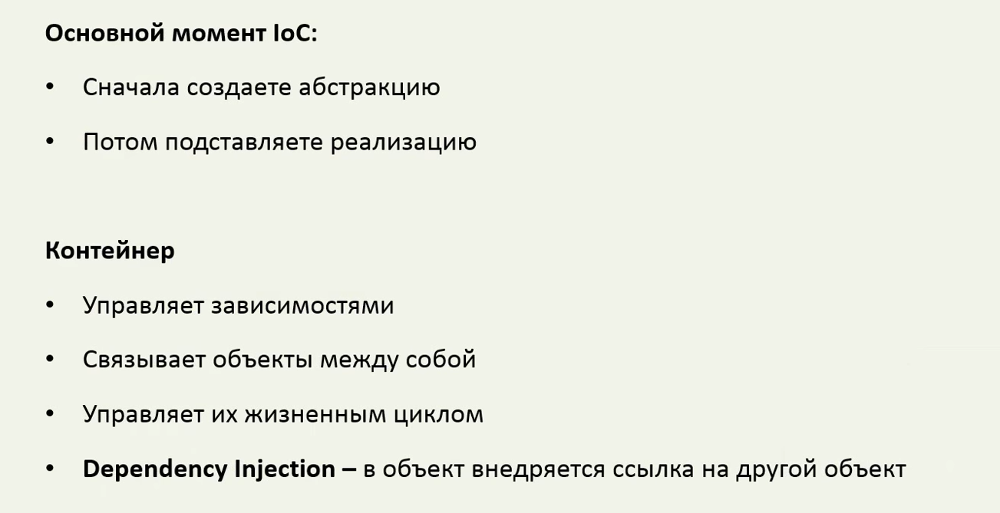 Основной момент IoC:
• Сначала создаете абстракцию
• Потом подставляете реализацию
Контейнер
• Управляет зависимостями
• Связывает объекты между собой
• Управляет их жизненным циклом
• Dependency Injection – в объект внедряется ссылка на другой объект